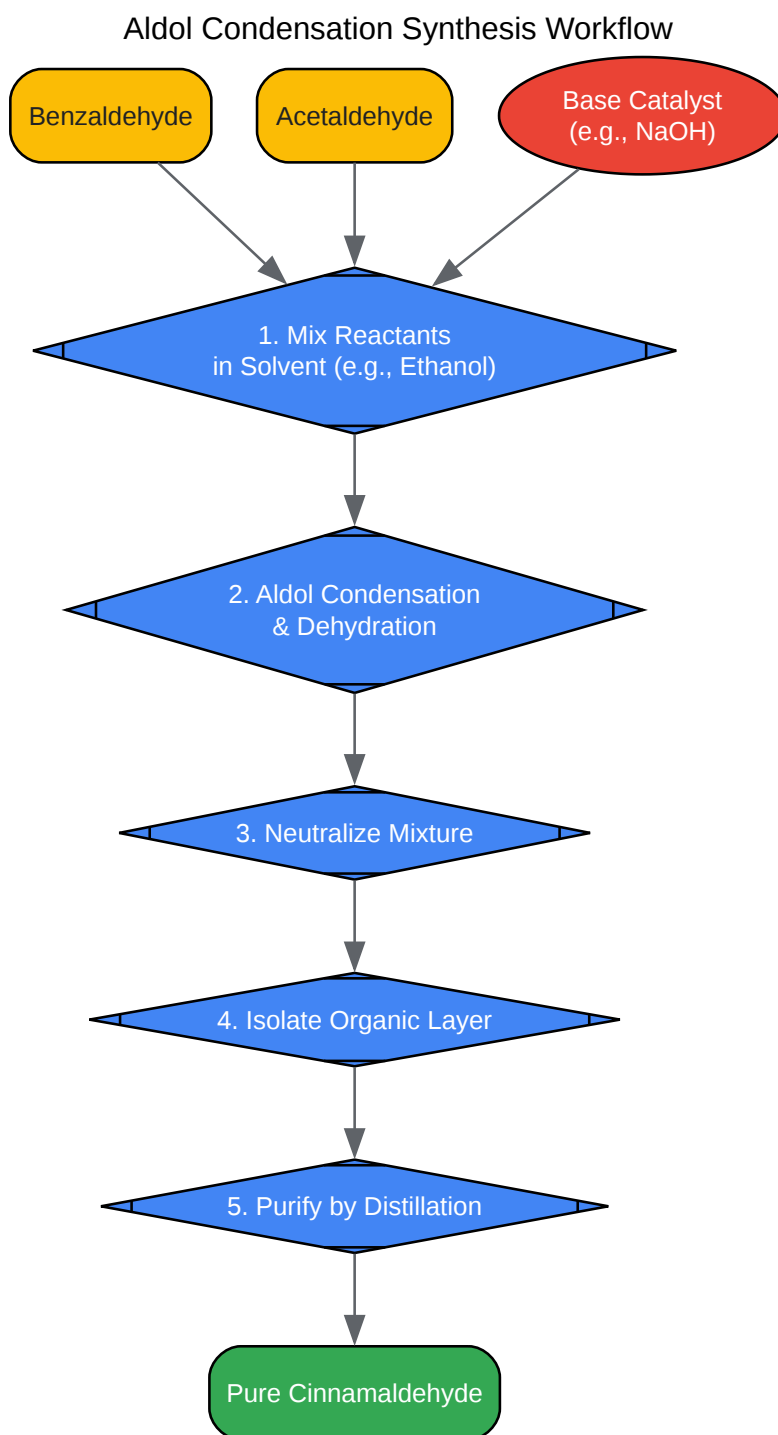 Aldol Condensation Synthesis Workflow
Benzaldehyde
Acetaldehyde
Base Catalyst
(e.g., NaOH)
1. Mix Reactants
in Solvent (e.g., Ethanol)
2. Aldol Condensation
& Dehydration
3. Neutralize Mixture
4. Isolate Organic Layer
5. Purify by Distillation
Pure Cinnamaldehyde